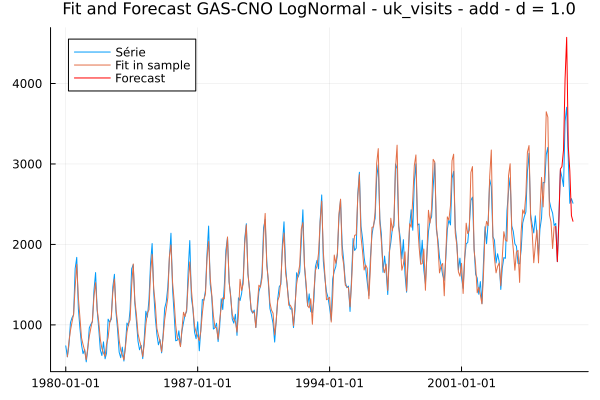 Fit and Forecast GAS-CNO LogNormal - uk_visits - add - d = 1.0
Série
Fit in sample
Forecast
4000
3000
2000
1000
1980-01-01 1987-01-01 1994-01-01 2001-01-01